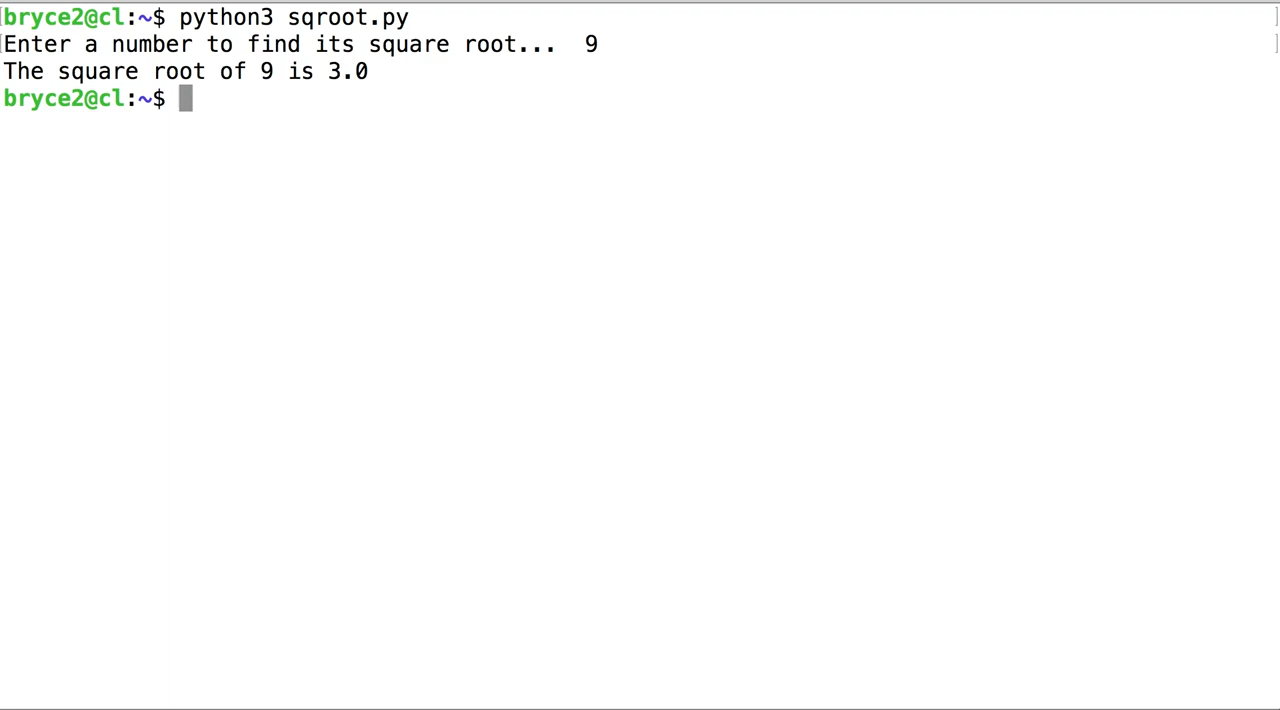 bryce2@cl:~$ python3 sqroot.py
Enter a number to find its square root...  9
The square root of 9 is 3.0
bryce2@cl:~$